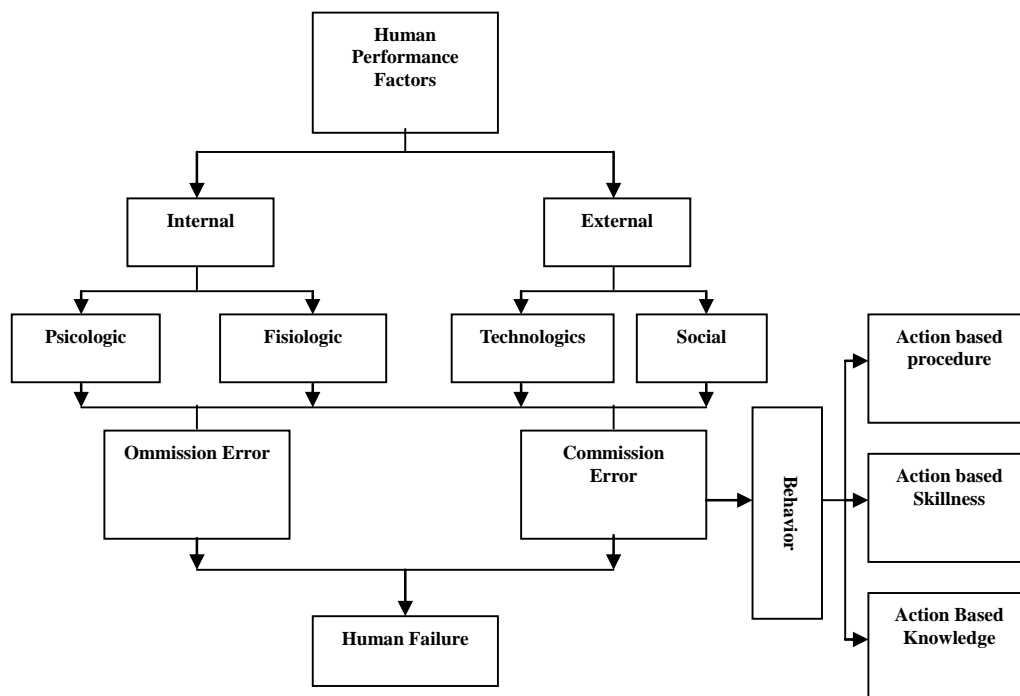 Human
Performance
Factors
Internal
External
Psicologic
Fisiologic
Technologics
Social
Action based
procedure
Ommission Error
Commission
Error
Behavior
Action based
Skillness
Human Failure
Action Based
Knowledge